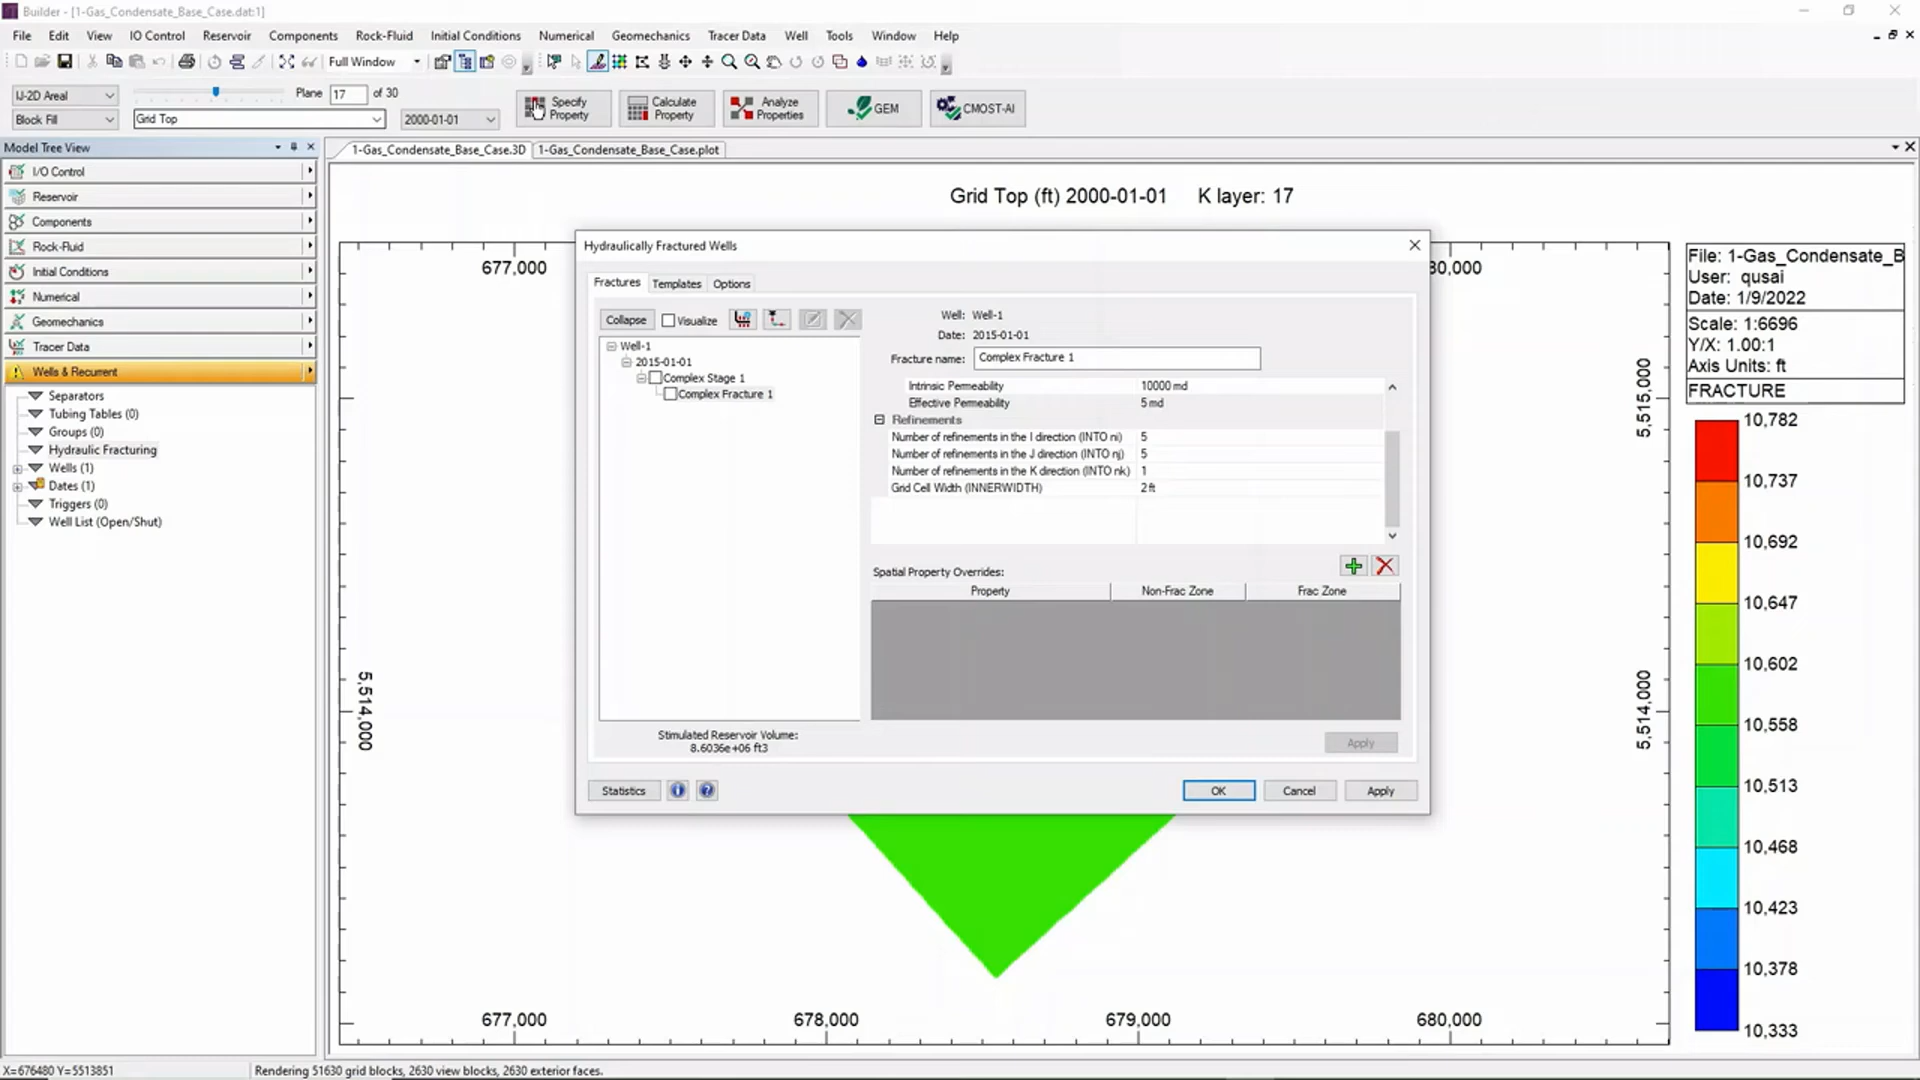 Builder - [1-Gas_Condensate_Base_Case.dat:1]
File Edit View IO Control Reservoir Components Rock-Fluid Initial Conditions Numerical Geomechanics Tracer Data Well Tools Window Help
Full Window
IJ-2D Areal Plane 17 of 30
Block Fill Grid Top 2000-01-01
Specify Property
Calculate Property
Analyze Properties
GEM
CMOST-AI
Model Tree View
1-Gas_Condensate_Base_Case.3D 1-Gas_Condensate_Base_Case.plot
I/O Control
Reservoir
Components
Rock-Fluid
Initial Conditions
Numerical
Geomechanics
Tracer Data
Wells & Recurrent
Separators
Tubing Tables (0)
Groups (0)
Hydraulic Fracturing
Wells (1)
Dates (1)
Triggers (0)
Well List (Open/Shut)
Grid Top (ft) 2000-01-01 K layer: 17
677,000
80,000
Hydraulically Fractured Wells
Fractures Templates Options
Collapse Visualize
Well-1
2015-01-01
Complex Stage 1
Complex Fracture 1
Stimulated Reservoir Volume:
8.6036e+06 ft3
Well: Well-1
Date: 2015-01-01
Fracture name: Complex Fracture 1
Intrinsic Permeability 10000 md
Effective Permeability 5 md
Refinements
Number of refinements in the I direction (INTO ni) 5
Number of refinements in the J direction (INTO nj) 5
Number of refinements in the K direction (INTO nk) 1
Grid Cell Width (INNERWIDTH) 2 ft
Spatial Property Overrides:
Property Non-Frac Zone Frac Zone
Apply
Statistics OK Cancel Apply
5,514,000
5,515,000
5,514,000
677,000 678,000 679,000 680,000
File: 1-Gas_Condensate_B
User: qusai
Date: 1/9/2022
Scale: 1:6696
Y/X: 1.00:1
Axis Units: ft
FRACTURE
10,782
10,737
10,692
10,647
10,602
10,558
10,513
10,468
10,423
10,378
10,333
X=676480 Y=5513851 Rendering 51630 grid blocks, 2630 view blocks, 2630 exterior faces.